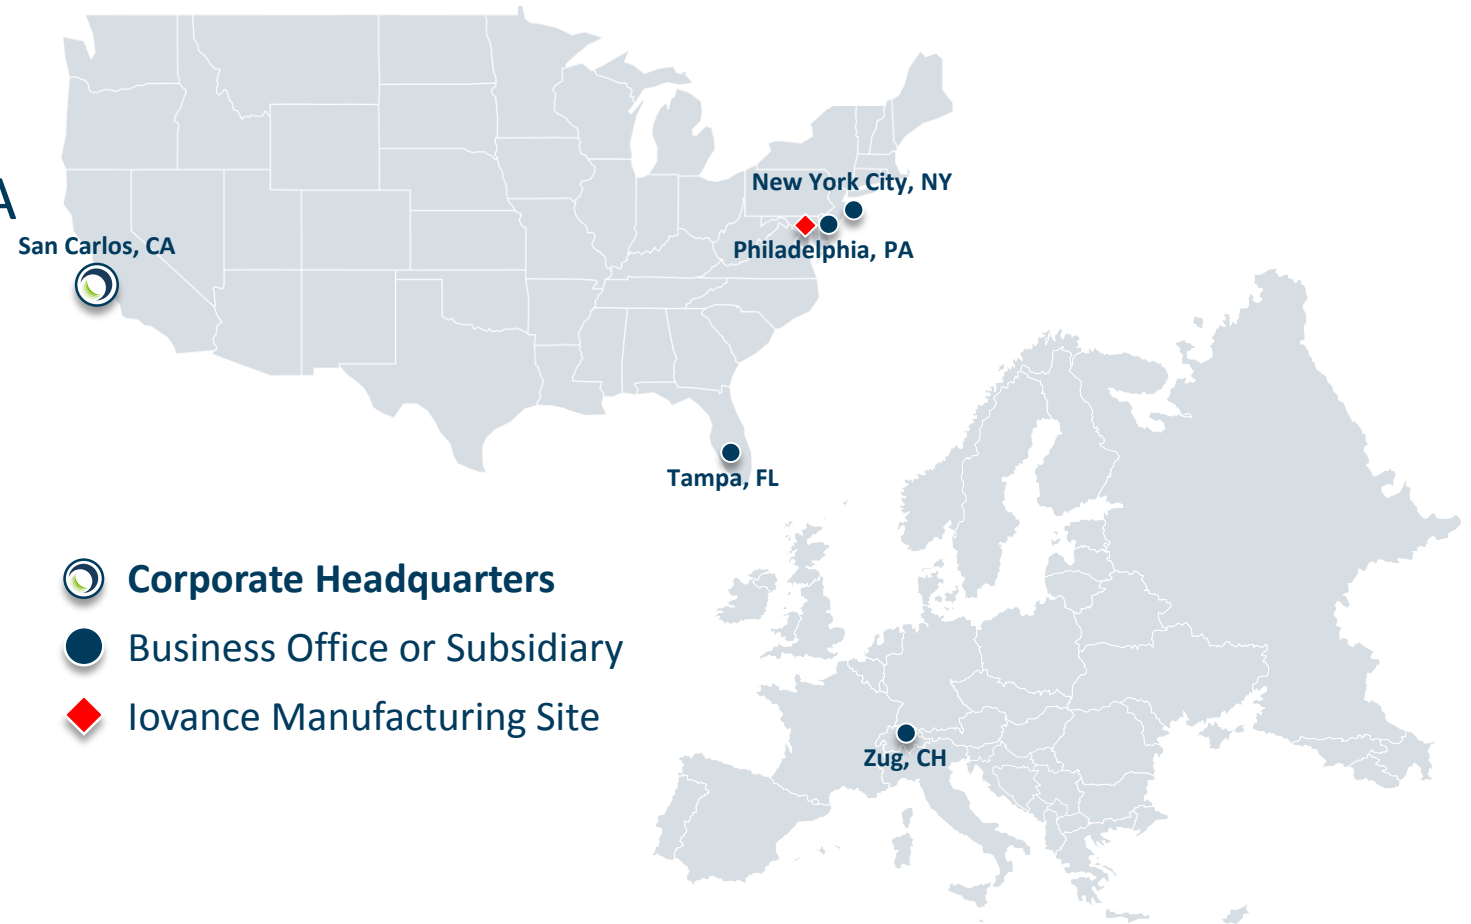 A
New York City, NY
San Carlos, CA
Philadelphia, PA
Tampa, FL
Corporate Headquarters
Business Office or Subsidiary
Iovance Manufacturing Site
Zug, CH